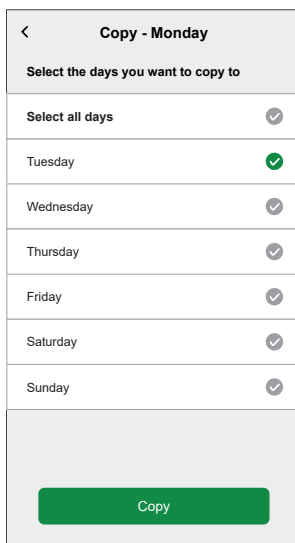 Copy - Monday
Select the days you want to copy to
Select all days
Tuesday
Wednesday
Thursday
Friday
Saturday
Sunday
Copy